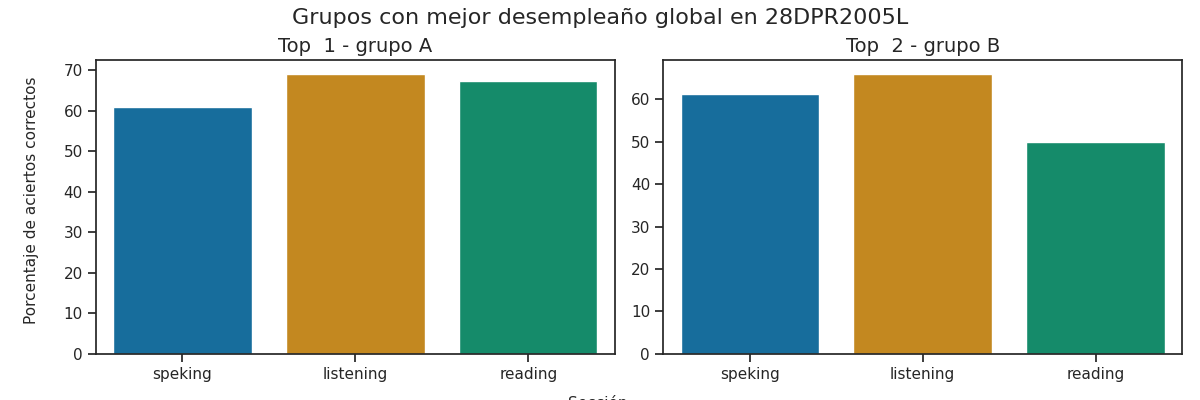 Grupos con mejor desempleaño global en 28DPR2005L
Top  1 - grupo A
Porcentaje de aciertos correctos
70
60
50
40
30
20
10
0
speking
listening
reading
Top  2 - grupo B
60
50
40
30
20
10
0
speking
listening
reading
Sección